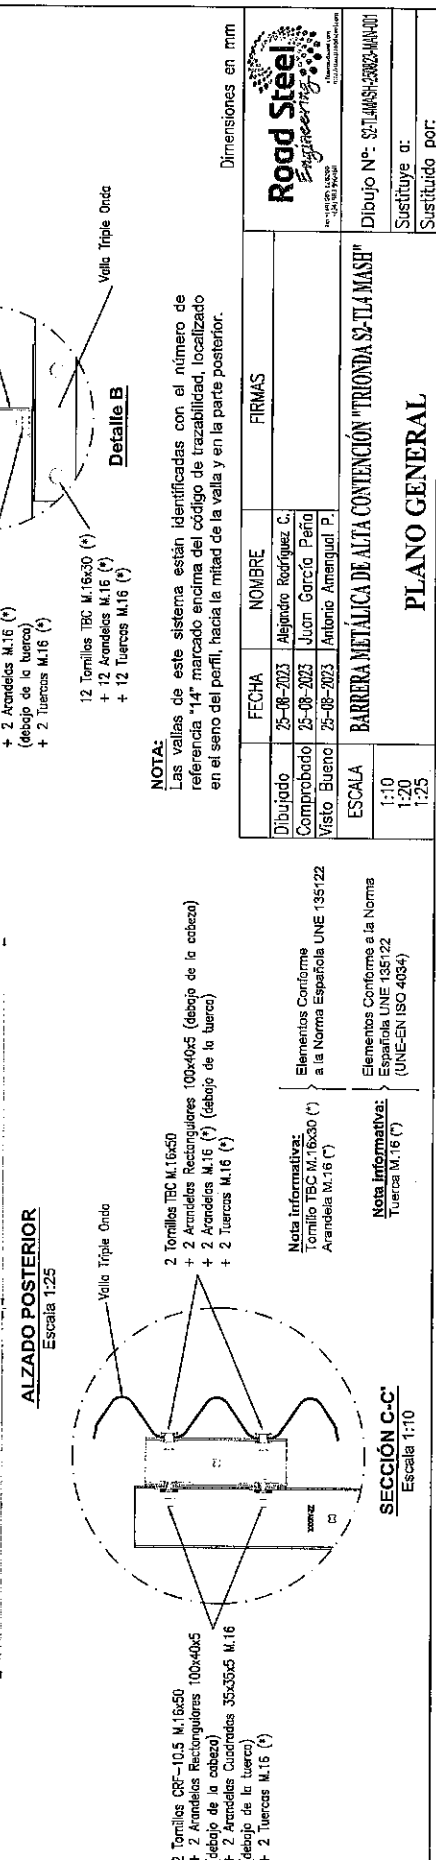 ALZADO POSTERIOR
Escala 1:25
Valla Triple Onda
2 Tornillos CRF-10.5 M.16x50
+ 2 Arandelas Rectangulares 100x40x5
(debajo de la cabeza)
+ 2 Arandelas Cuadradas 35x35x5 M.16
(debajo de la tuerca)
+ 2 Tuercas M.16 (*)
2 Tornillos TBC M.16x50
+ 2 Arandelas Rectangulares 100x40x5 (debajo de la cabeza)
+ 2 Arandelas M.16 (*) (debajo de la tuerca)
+ 2 Tuercas M.16 (*)
SECCIÓN C-C'
Escala 1:10
Nota informativa:
Tornillo TBC M.16x30 (*)
Arandela M.16 (*)
Elementos Conforme
a la Norma Española UNE 135122
Nota informativa:
Tuerca M.16 (*)
Elementos Conforme a la Norma
Española UNE 135122
(UNE-EN ISO 4034)
+ 2 Arandelas M.16 (*)
(debajo de la tuerca)
+ 2 Tuercas M.16 (*)
12 Tornillos TBC M.16x30 (*)
+ 12 Arandelas M.16 (*)
+ 12 Tuercas M.16 (*)
Detalle B
Valla Triple Onda
NOTA:
Las vallas de este sistema están identificadas con el número de
referencia "14" marcado encima del código de trazabilidad, localizado
en el seno del perfil, hacia la mitad de la valla y en la parte posterior.
Dimensiones en mm
FECHA NOMBRE FIRMAS
Dibujado 25-08-2023 Alejandro Rodríguez C.
Comprobado 25-08-2023 Juan García Peña
Visto Bueno 25-08-2023 Antonio Amengual P.
Road Steel
Engineering
ESCALA
1:10
1:20
1:25
BARRERA METÁLICA DE ALTA CONTENCIÓN "TRIONDA S2-TL4 MASH"
PLANO GENERAL
Dibujo Nº: S2-TL4MASH-250823-MAN-001
Sustituye a:
Sustituido por: